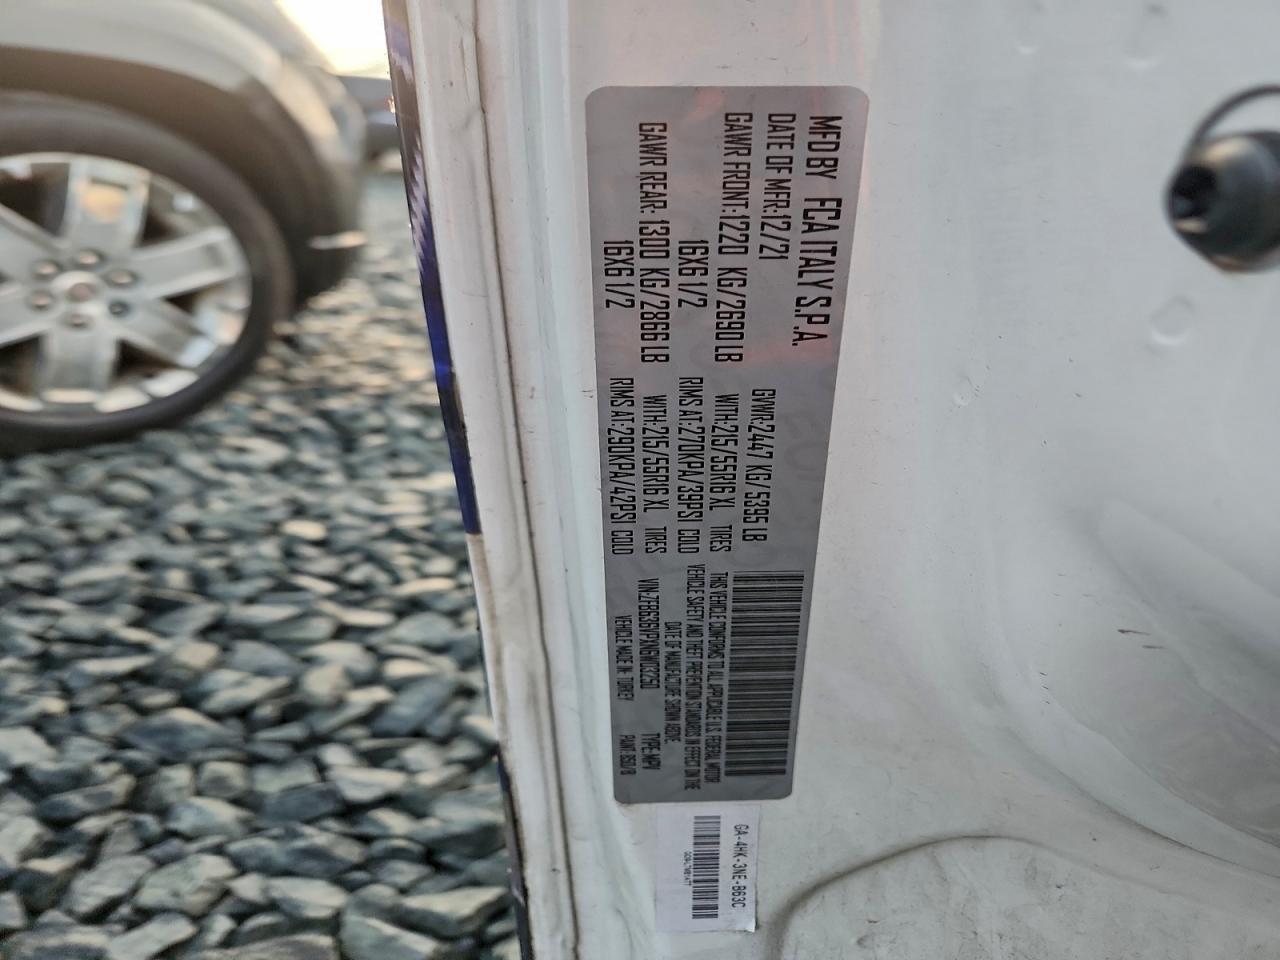 MFD BY FCA ITALY S.P.A.
DATE OF MFR:12/21 GVWR:2447 KG/5395 LB
GAWR FRONT:1220 KG/2690 LB WITH:215/55R16 XL TIRES
16X6 1/2 RIMS AT:270KPA/39PSI COLD
GAWR REAR: 1300 KG/2866 LB WITH:215/55R16 XL TIRES
16X6 1/2 RIMS AT:290KPA/42PSI COLD
THIS VEHICLE CONFORMS TO ALL APPLICABLE U.S. FEDERAL MOTOR
VEHICLE SAFETY AND THEFT PREVENTION STANDARDS IN EFFECT ON THE
DATE OF MANUFACTURE SHOWN ABOVE.
TYPE:MPV
VEHICLE MADE IN: TURKEY
GA-4HK-3NE-B63C